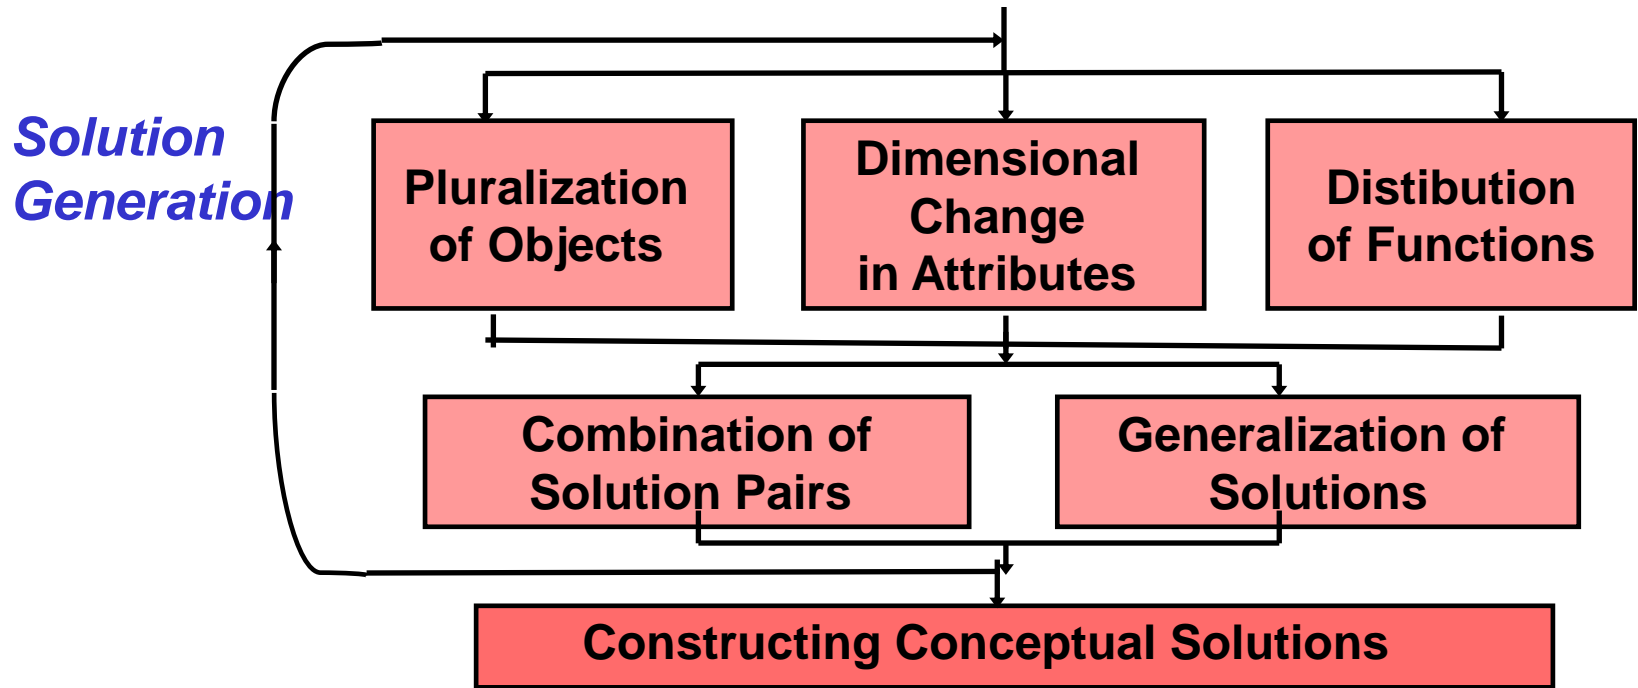 Solution
Generation
Pluralization
of Objects
Dimensional
Change
in Attributes
Distibution
of Functions
Combination of
Solution Pairs
Generalization of
Solutions
Constructing Conceptual Solutions